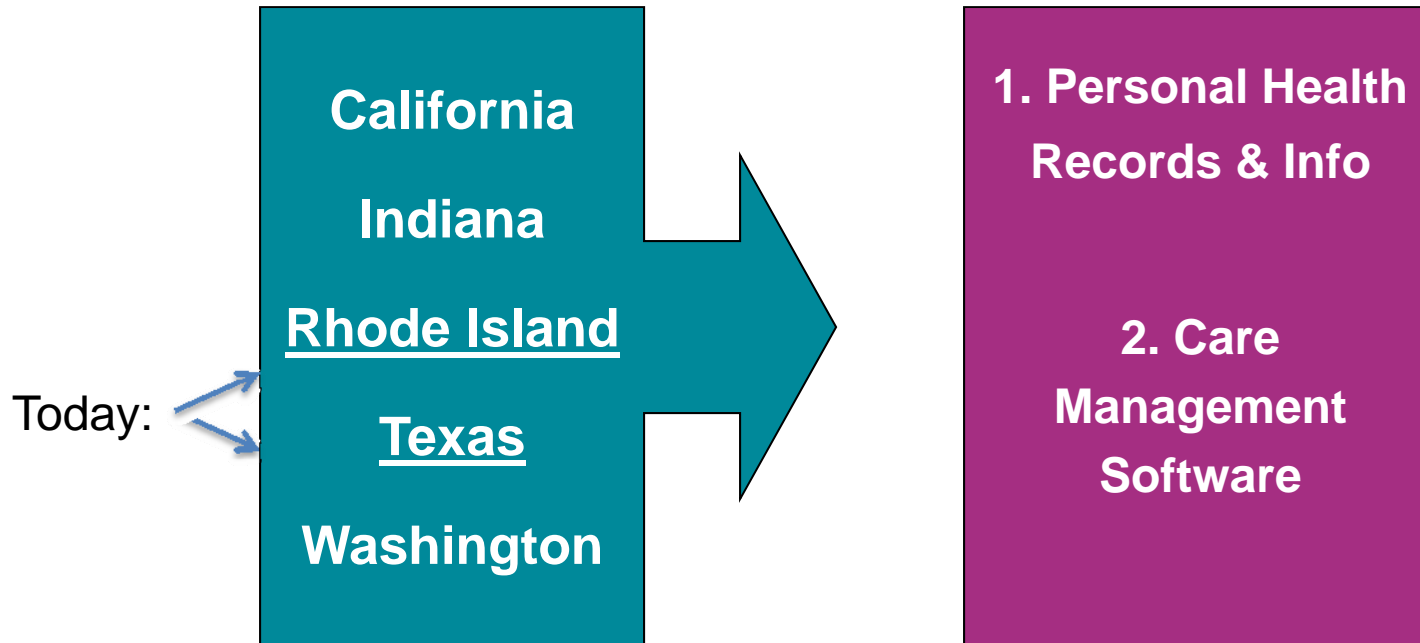 Today:
California
Indiana
Rhode Island
Texas
Washington
1. Personal Health
Records & Info
2. Care
Management
Software